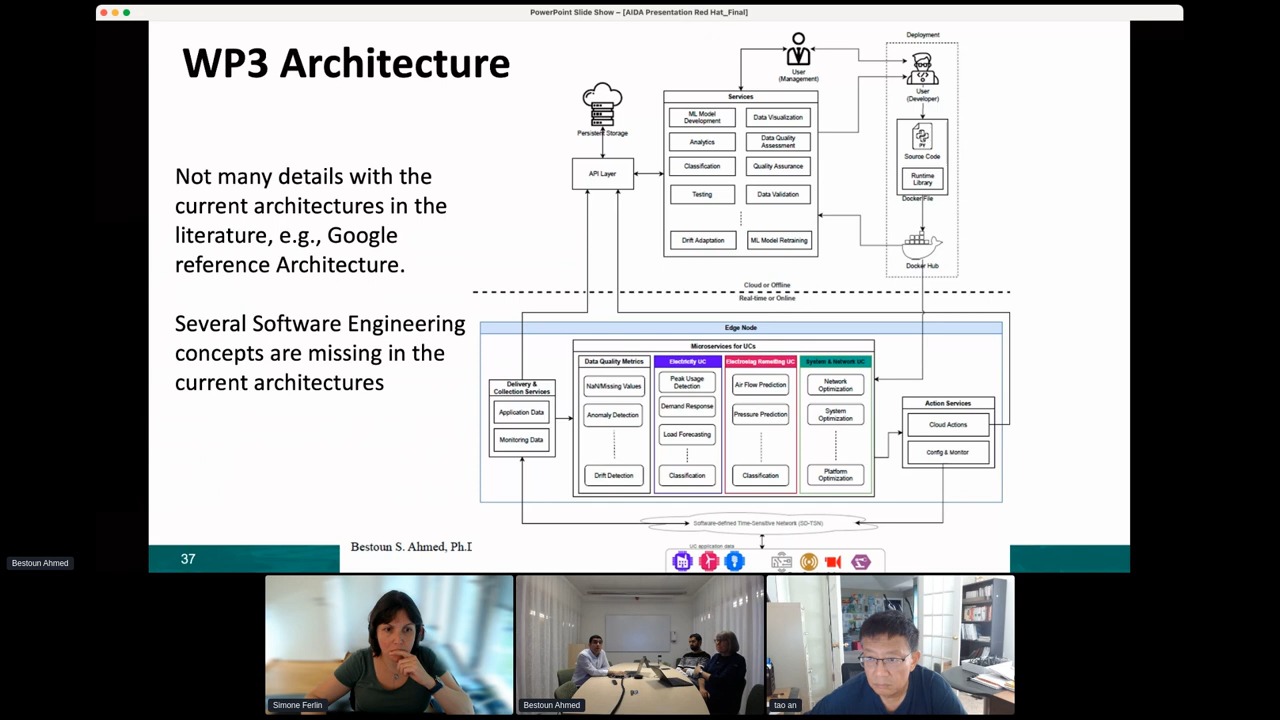 PowerPoint Slide Show – [AIDA Presentation Red Hat_Final]
WP3 Architecture
Not many details with the
current architectures in the
literature, e.g., Google
reference Architecture.
Several Software Engineering
concepts are missing in the
current architectures
Deployment
User
(Management)
User
(Developer)
Persistent Storage
API Layer
Services
ML Model
Development
Data Visualization
Analytics
Data Quality
Assessment
Classification
Quality Assurance
Testing
Data Validation
Drift Adaptation
ML Model Retraining
Source Code
Runtime
Library
Docker File
Docker Hub
Cloud or Offline
Real-time or Online
Edge Node
Microservices for UCs
Delivery &
Collection Services
Application Data
Monitoring Data
Data Quality Metrics
NaN/Missing Values
Anomaly Detection
Drift Detection
Electricity UC
Peak Usage
Detection
Demand Response
Load Forecasting
Classification
Electrozing Remelting UC
Air Flow Prediction
Pressure Prediction
Classification
System & Network UC
Network
Optimization
System
Optimization
Platform
Optimization
Action Services
Cloud Actions
Config & Monitor
Software-defined Time-Sensitive Network (SD-TSN)
UC application data
37
Bestoun S. Ahmed, Ph.D
Bestoun Ahmed
Simone Ferlin
Bestoun Ahmed
tao an